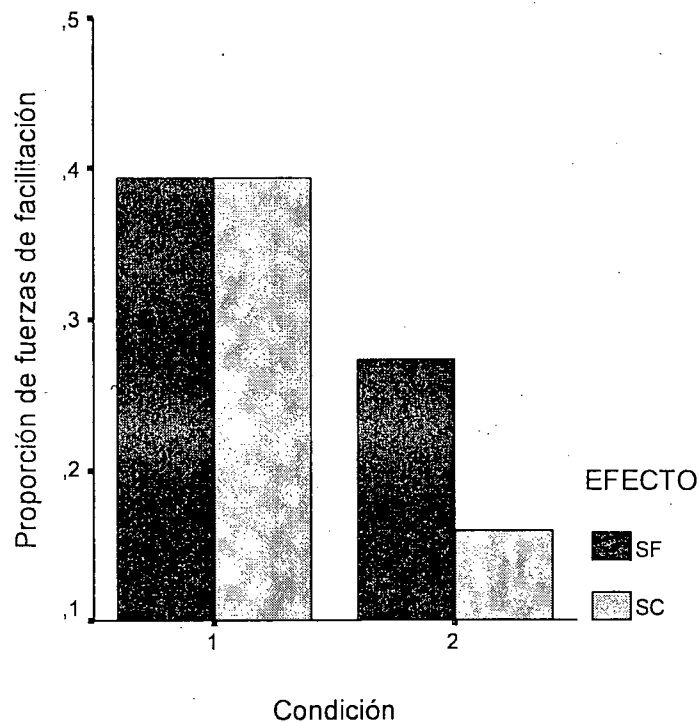 Proporción de fuerzas de facilitación
,5
,4
,3
,2
,1
1
2
Condición
EFECTO
SF
SC